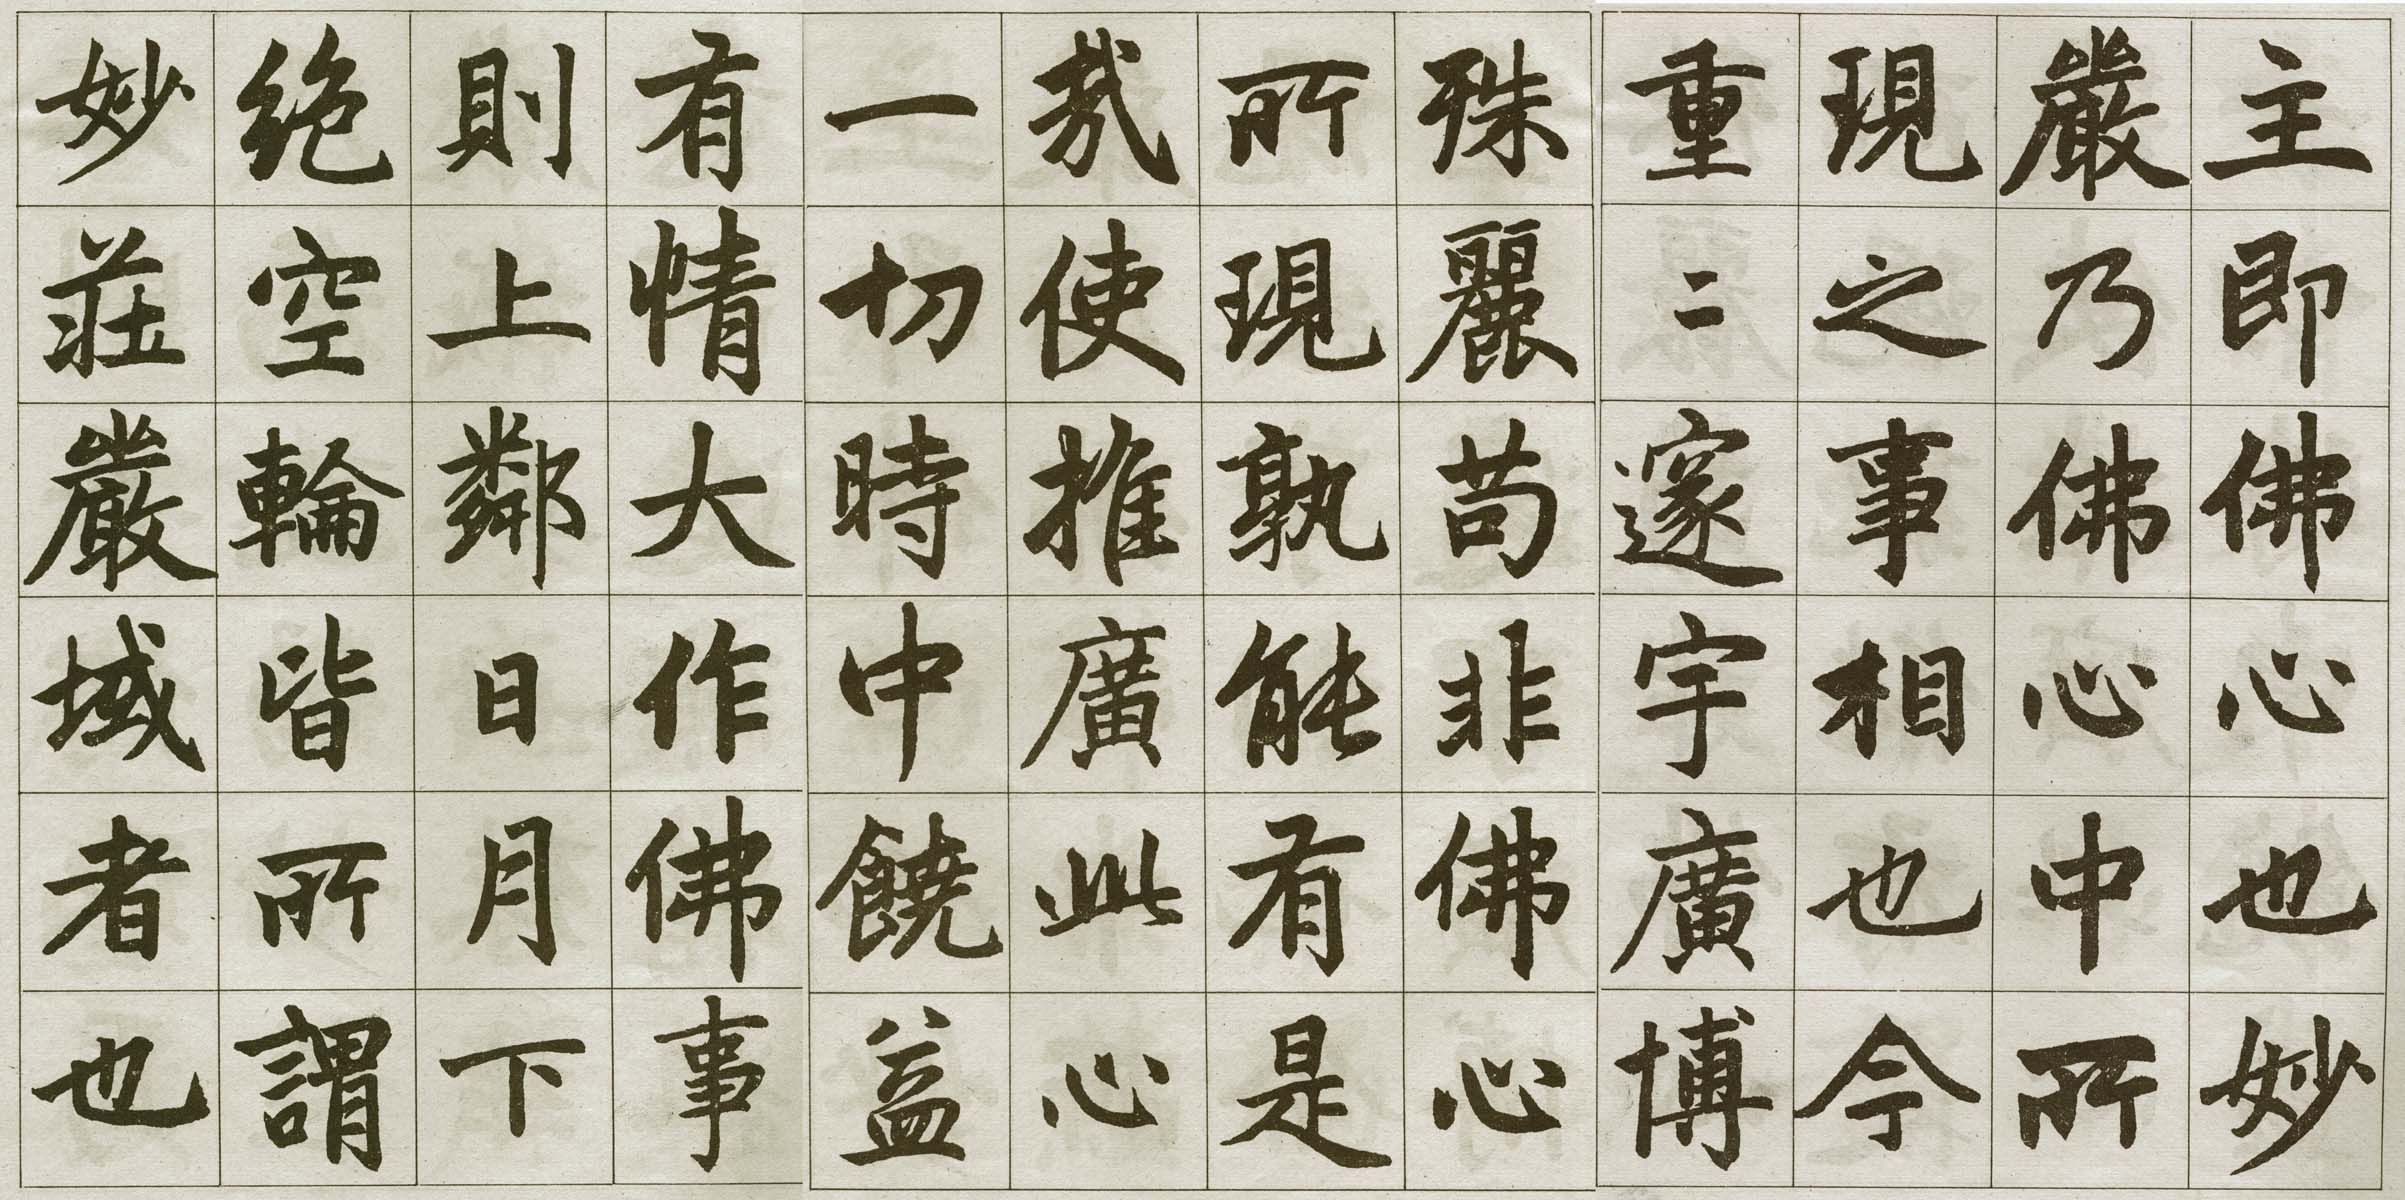 主即佛心也妙
嚴乃佛心中所
現之事相也今
重二邃宇廣博
殊麗苟非佛心
所現孰能有是
哉使推廣此心
一切時中饒益
有情大作佛事
則上鄰日月下
絶空輪皆所謂
妙莊嚴域者也